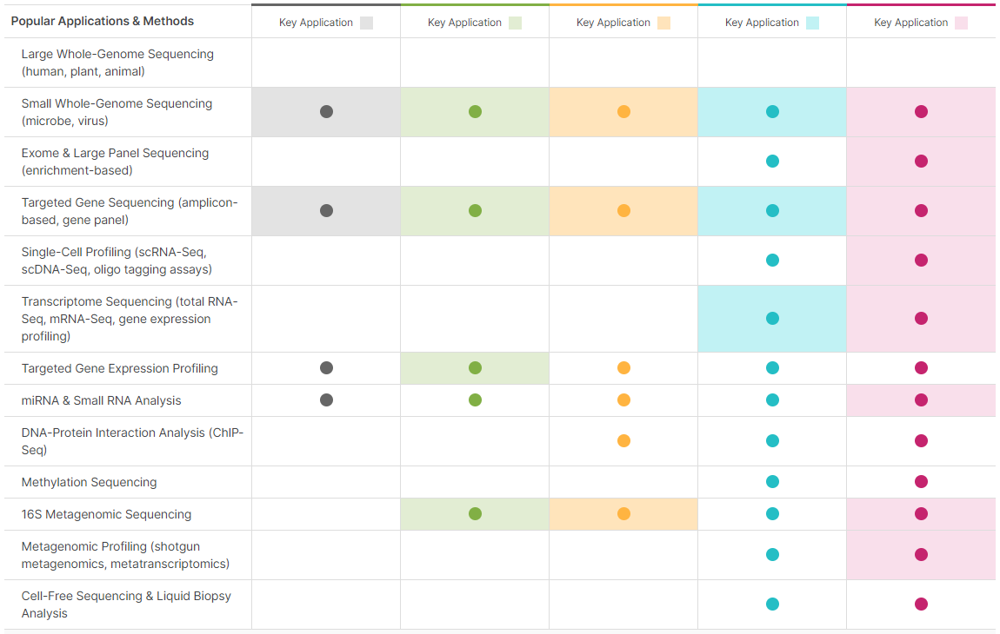 Popular Applications & Methods
Key Application
Key Application
Key Application
Key Application
Key Application
Large Whole-Genome Sequencing
(human, plant, animal)
Small Whole-Genome Sequencing
(microbe, virus)
Exome & Large Panel Sequencing
(enrichment-based)
Targeted Gene Sequencing (amplicon-
based, gene panel)
Single-Cell Profiling (scRNA-Seq,
scDNA-Seq, oligo tagging assays)
Transcriptome Sequencing (total RNA-
Seq, mRNA-Seq, gene expression
profiling)
Targeted Gene Expression Profiling
miRNA & Small RNA Analysis
DNA-Protein Interaction Analysis (ChIP-
Seq)
Methylation Sequencing
16S Metagenomic Sequencing
Metagenomic Profiling (shotgun
metagenomics, metatranscriptomics)
Cell-Free Sequencing & Liquid Biopsy
Analysis